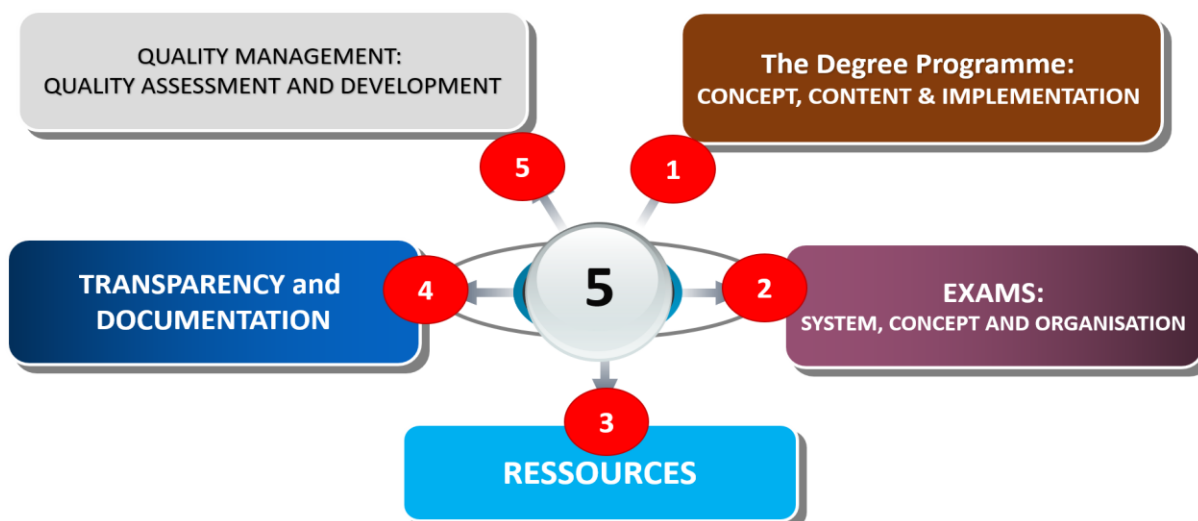 QUALITY MANAGEMENT:
QUALITY ASSESSMENT AND DEVELOPMENT
The Degree Programme:
CONCEPT, CONTENT & IMPLEMENTATION
5
1
TRANSPARENCY and
DOCUMENTATION
4
5
2
EXAMS:
SYSTEM, CONCEPT AND ORGANISATION
3
RESSOURCES